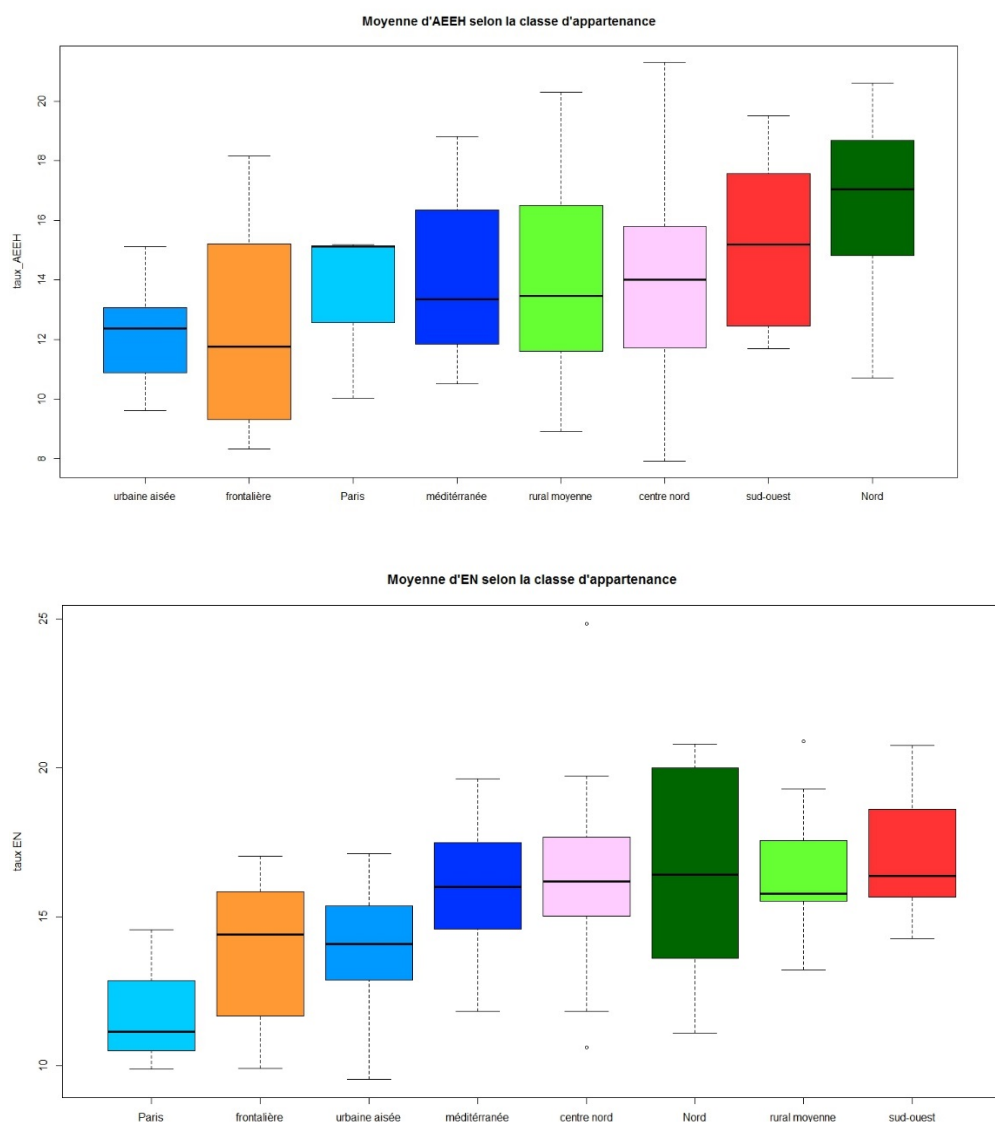 Moyenne d'AEEH selon la classe d'appartenance
taux_AEEH
20
18
16
14
12
10
8
urbaine aisée frontalière Paris méditérranée rural moyenne centre nord sud-ouest Nord
Moyenne d'EN selon la classe d'appartenance
taux EN
25
20
15
10
Paris frontalière urbaine aisée méditérranée centre nord Nord rural moyenne sud-ouest